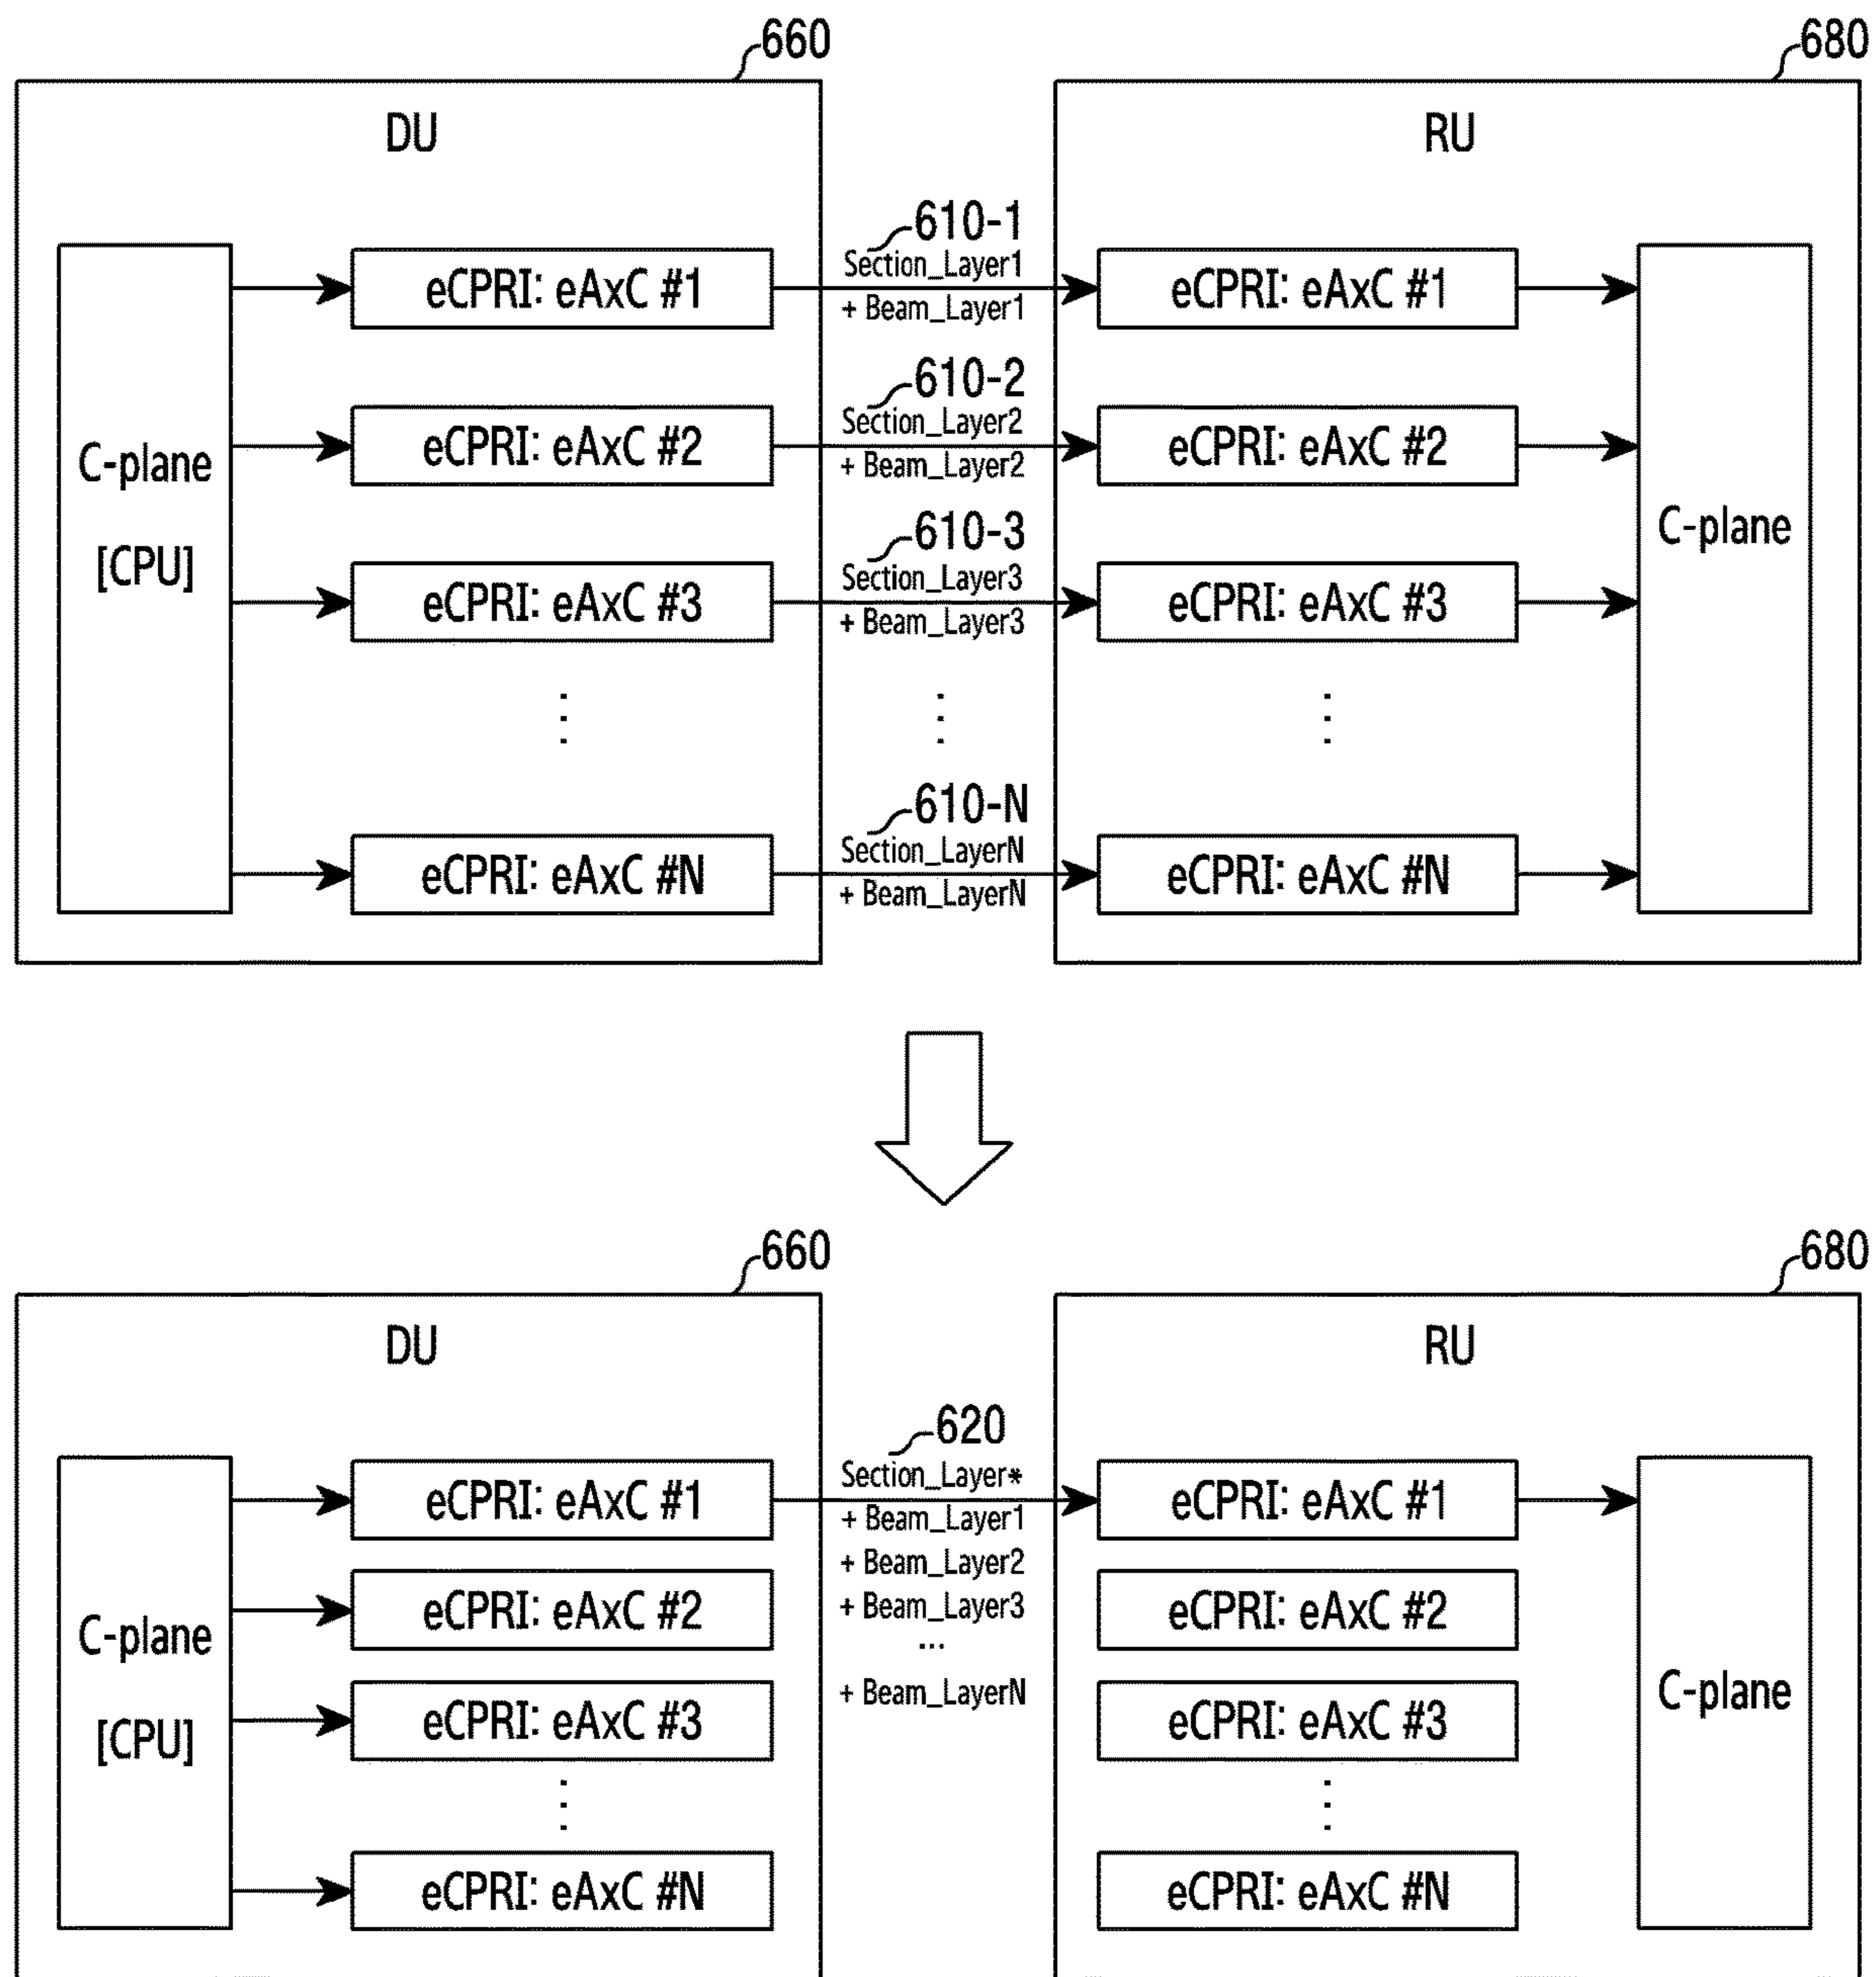 660
680
DU
RU
610-1
Section_Layer1
+ Beam_Layer1
eCPRI: eAxC #1
eCPRI: eAxC #1
610-2
Section_Layer2
+ Beam_Layer2
eCPRI: eAxC #2
eCPRI: eAxC #2
C-plane
[CPU]
C-plane
610-3
Section_Layer3
+ Beam_Layer3
eCPRI: eAxC #3
eCPRI: eAxC #3
610-N
Section_LayerN
+ Beam_LayerN
eCPRI: eAxC #N
eCPRI: eAxC #N
660
680
DU
RU
620
Section_Layer*
+ Beam_Layer1
+ Beam_Layer2
+ Beam_Layer3
...
+ Beam_LayerN
eCPRI: eAxC #1
eCPRI: eAxC #1
eCPRI: eAxC #2
eCPRI: eAxC #2
C-plane
[CPU]
C-plane
eCPRI: eAxC #3
eCPRI: eAxC #3
eCPRI: eAxC #N
eCPRI: eAxC #N